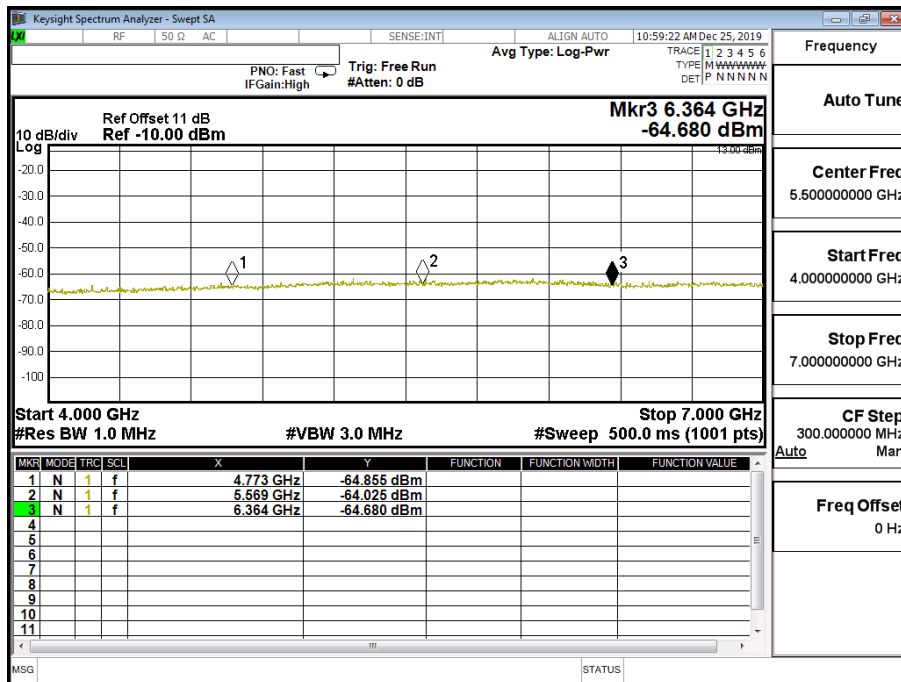 Keysight Spectrum Analyzer - Swept SA
LXI RF 50 Ω AC SENSE:INT ALIGN AUTO 10:59:22 AM Dec 25, 2019
Avg Type: Log-Pwr TRACE 1 2 3 4 5 6
PNO: Fast Trig: Free Run TYPE M W W W W W
IFGain:High #Atten: 0 dB DET P N N N N N
Mkr3 6.364 GHz
-64.680 dBm
Ref Offset 11 dB
10 dB/div Ref -10.00 dBm
Log
-13.00 dBm
-20.0
-30.0
-40.0
-50.0
-60.0
-70.0
-80.0
-90.0
-100
1 2 3
Start 4.000 GHz Stop 7.000 GHz
#Res BW 1.0 MHz #VBW 3.0 MHz #Sweep 500.0 ms (1001 pts)
MKR MODE TRC SCL X Y FUNCTION FUNCTION WIDTH FUNCTION VALUE
1 N 1 f 4.773 GHz -64.855 dBm
2 N 1 f 5.569 GHz -64.025 dBm
3 N 1 f 6.364 GHz -64.680 dBm
4
5
6
7
8
9
10
11
MSG STATUS
Frequency
Auto Tune
Center Freq
5.500000000 GHz
Start Freq
4.000000000 GHz
Stop Freq
7.000000000 GHz
CF Step
300.000000 MHz
Auto Man
Freq Offset
0 Hz